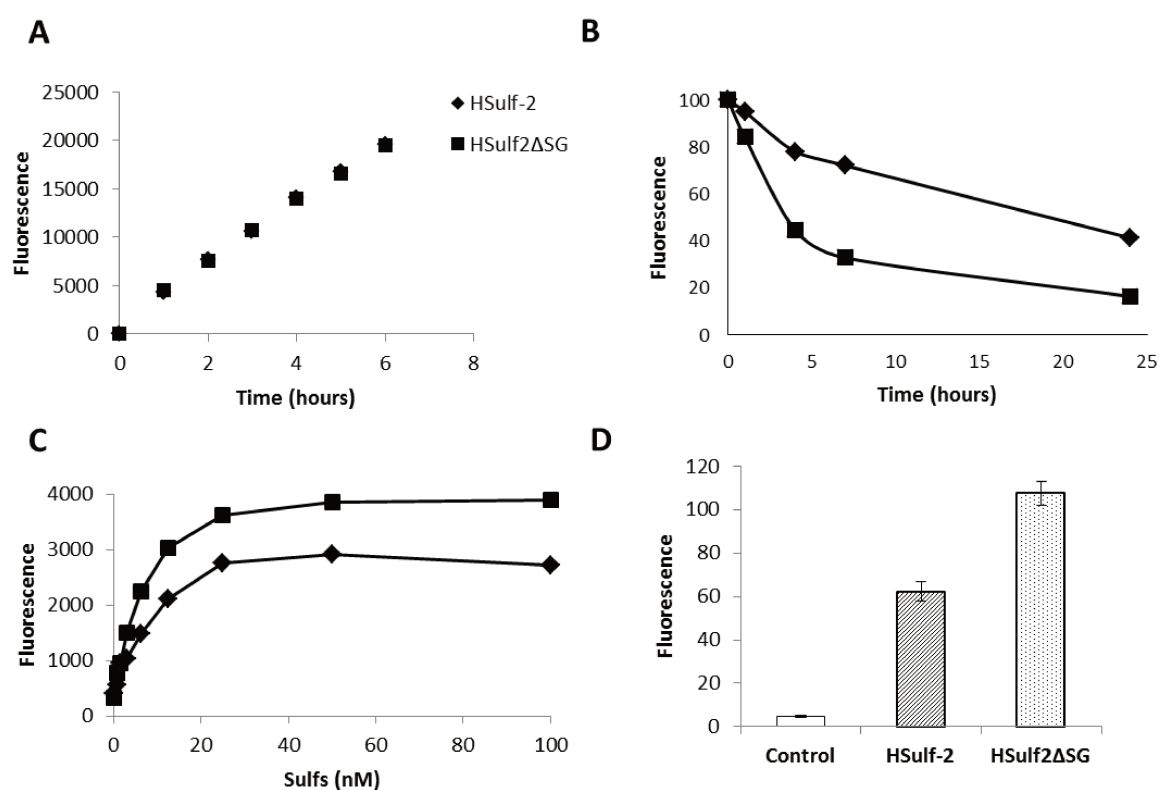 A
25000
20000
15000
10000
5000
0
Fluorescence
0 2 4 6 8
Time (hours)
HSulf-2
HSulf2ΔSG
B
100
80
60
40
20
0
Fluorescence
0 5 10 15 20 25
Time (hours)
C
4000
3000
2000
1000
0
Fluorescence
0 20 40 60 80 100
Sulfs (nM)
D
120
100
80
60
40
20
0
Fluorescence
Control HSulf-2 HSulf2ΔSG